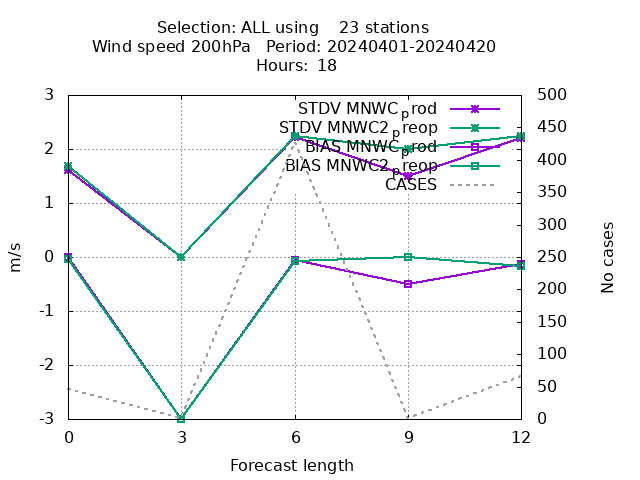 Selection: ALL using    23 stations
Wind speed 200hPa   Period: 20240401-20240420
Hours: 18
3
2
1
0
-1
-2
-3
m/s
500
450
400
350
300
250
200
150
100
50
0
No cases
STDV MNWC_prod
STDV MNWC2_preop
BIAS MNWC_prod
BIAS MNWC2_preop
CASES
0 3 6 9 12
Forecast length